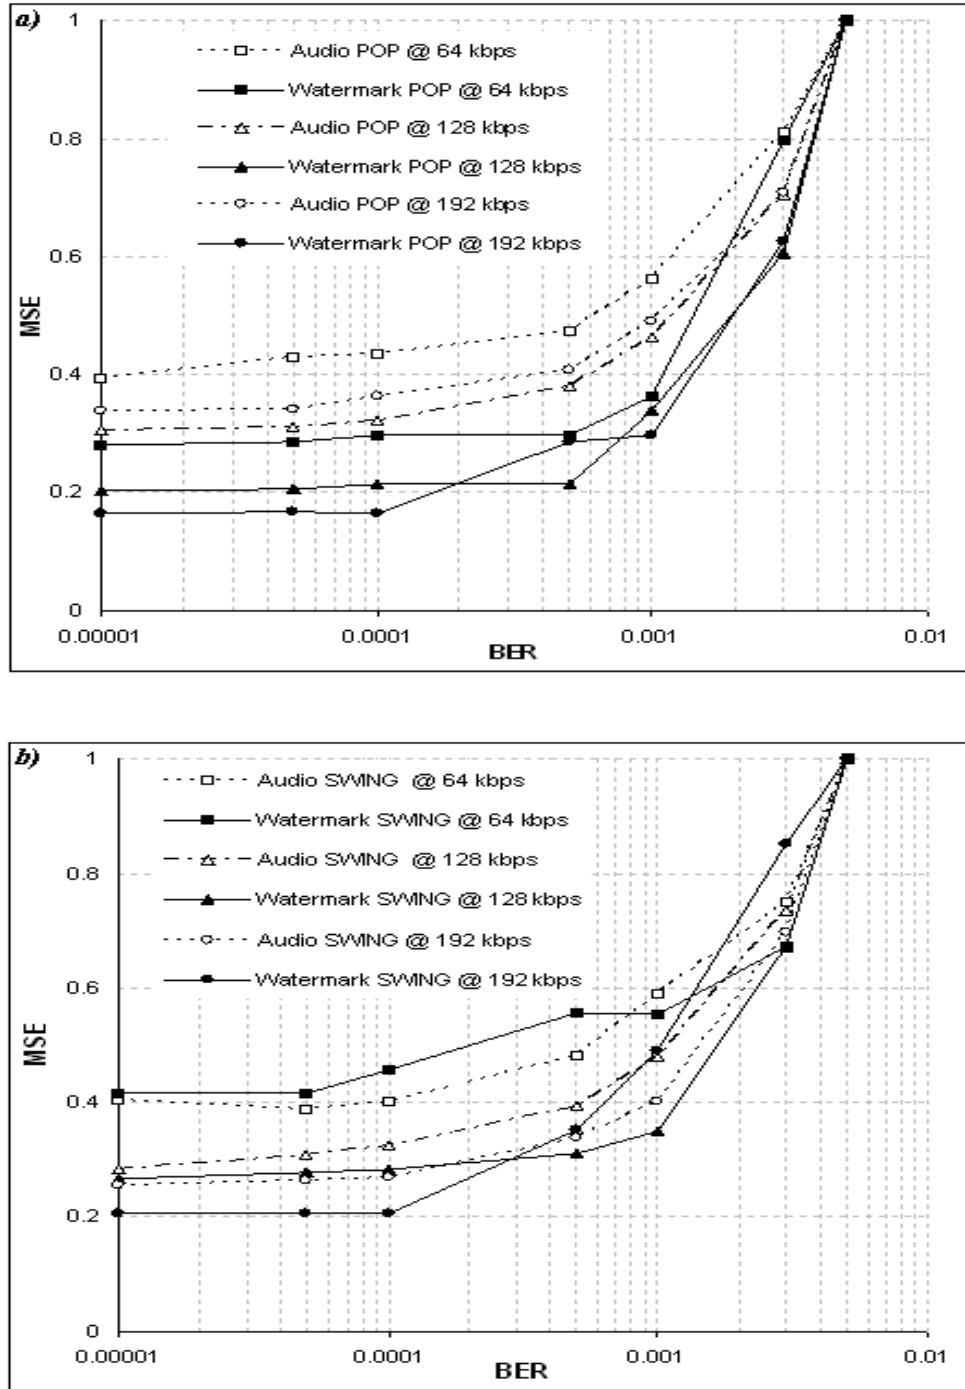 a)
1
0.8
0.6
0.4
0.2
0
MSE
Audio POP @ 64 kbps
Watermark POP @ 64 kbps
Audio POP @ 128 kbps
Watermark POP @ 128 kbps
Audio POP @ 192 kbps
Watermark POP @ 192 kbps
0.00001
0.0001
0.001
0.01
BER
b)
1
0.8
0.6
0.4
0.2
0
MSE
Audio SWING @ 64 kbps
Watermark SWING @ 64 kbps
Audio SWING @ 128 kbps
Watermark SWING @ 128 kbps
Audio SWING @ 192 kbps
Watermark SWING @ 192 kbps
0.00001
0.0001
0.001
0.01
BER